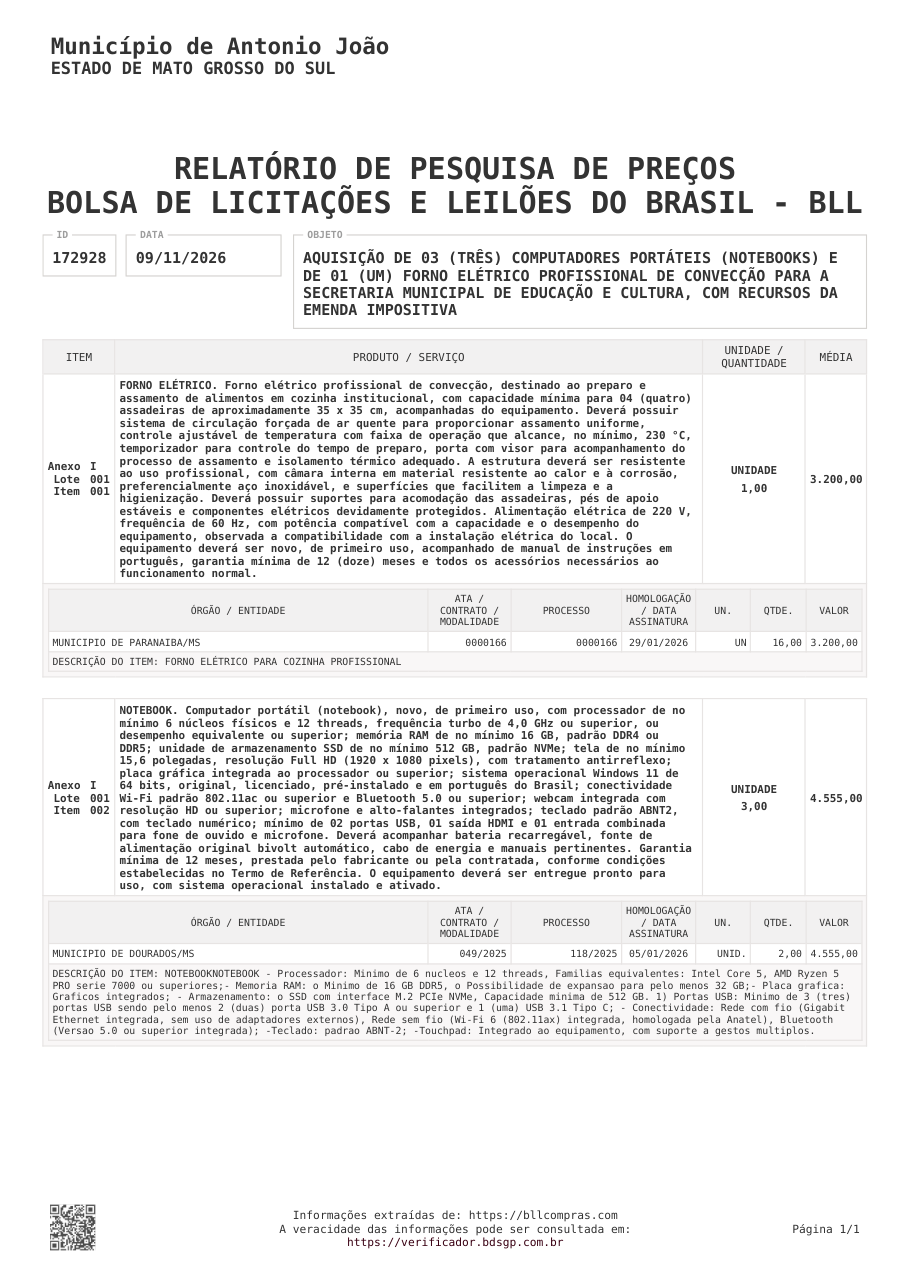 Município de Antonio João
ESTADO DE MATO GROSSO DO SUL
RELATÓRIO DE PESQUISA DE PREÇOS
BOLSA DE LICITAÇÕES E LEILÕES DO BRASIL - BLL
ID
172928
DATA
09/11/2026
OBJETO
AQUISIÇÃO DE 03 (TRÊS) COMPUTADORES PORTÁTEIS (NOTEBOOKS) E
DE 01 (UM) FORNO ELÉTRICO PROFISSIONAL DE CONVECÇÃO PARA A
SECRETARIA MUNICIPAL DE EDUCAÇÃO E CULTURA, COM RECURSOS DA
EMENDA IMPOSITIVA
ITEM
PRODUTO / SERVIÇO
UNIDADE /
QUANTIDADE
MÉDIA
Anexo I
Lote 001
Item 001
FORNO ELÉTRICO. Forno elétrico profissional de convecção, destinado ao preparo e
assamento de alimentos em cozinha institucional, com capacidade mínima para 04 (quatro)
assadeiras de aproximadamente 35 x 35 cm, acompanhadas do equipamento. Deverá possuir
sistema de circulação forçada de ar quente para proporcionar assamento uniforme,
controle ajustável de temperatura com faixa de operação que alcance, no mínimo, 230 °C,
temporizador para controle do tempo de preparo, porta com visor para acompanhamento do
processo de assamento e isolamento térmico adequado. A estrutura deverá ser resistente
ao uso profissional, com câmara interna em material resistente ao calor e à corrosão,
preferencialmente aço inoxidável, e superfícies que facilitem a limpeza e a
higienização. Deverá possuir suportes para acomodação das assadeiras, pés de apoio
estáveis e componentes elétricos devidamente protegidos. Alimentação elétrica de 220 V,
frequência de 60 Hz, com potência compatível com a capacidade e o desempenho do
equipamento, observada a compatibilidade com a instalação elétrica do local. O
equipamento deverá ser novo, de primeiro uso, acompanhado de manual de instruções em
português, garantia mínima de 12 (doze) meses e todos os acessórios necessários ao
funcionamento normal.
UNIDADE
1,00
3.200,00
ÓRGÃO / ENTIDADE
ATA /
CONTRATO /
MODALIDADE
PROCESSO
HOMOLOGAÇÃO
/ DATA
ASSINATURA
UN.
QTDE.
VALOR
MUNICIPIO DE PARANAIBA/MS
0000166
0000166
29/01/2026
UN
16,00
3.200,00
DESCRIÇÃO DO ITEM: FORNO ELÉTRICO PARA COZINHA PROFISSIONAL
Anexo I
Lote 001
Item 002
NOTEBOOK. Computador portátil (notebook), novo, de primeiro uso, com processador de no
mínimo 6 núcleos físicos e 12 threads, frequência turbo de 4,0 GHz ou superior, ou
desempenho equivalente ou superior; memória RAM de no mínimo 16 GB, padrão DDR4 ou
DDR5; unidade de armazenamento SSD de no mínimo 512 GB, padrão NVMe; tela de no mínimo
15,6 polegadas, resolução Full HD (1920 x 1080 pixels), com tratamento antirreflexo;
placa gráfica integrada ao processador ou superior; sistema operacional Windows 11 de
64 bits, original, licenciado, pré-instalado e em português do Brasil; conectividade
Wi-Fi padrão 802.11ac ou superior e Bluetooth 5.0 ou superior; webcam integrada com
resolução HD ou superior; microfone e alto-falantes integrados; teclado padrão ABNT2,
com teclado numérico; mínimo de 02 portas USB, 01 saída HDMI e 01 entrada combinada
para fone de ouvido e microfone. Deverá acompanhar bateria recarregável, fonte de
alimentação original bivolt automático, cabo de energia e manuais pertinentes. Garantia
mínima de 12 meses, prestada pelo fabricante ou pela contratada, conforme condições
estabelecidas no Termo de Referência. O equipamento deverá ser entregue pronto para
uso, com sistema operacional instalado e ativado.
UNIDADE
3,00
4.555,00
ÓRGÃO / ENTIDADE
ATA /
CONTRATO /
MODALIDADE
PROCESSO
HOMOLOGAÇÃO
/ DATA
ASSINATURA
UN.
QTDE.
VALOR
MUNICIPIO DE DOURADOS/MS
049/2025
118/2025
05/01/2026
UNID.
2,00
4.555,00
DESCRIÇÃO DO ITEM: NOTEBOOKNOTEBOOK - Processador: Minimo de 6 nucleos e 12 threads, Familias equivalentes: Intel Core 5, AMD Ryzen 5
PRO serie 7000 ou superiores;- Memoria RAM: o Minimo de 16 GB DDR5, o Possibilidade de expansao para pelo menos 32 GB;- Placa grafica:
Graficos integrados; - Armazenamento: o SSD com interface M.2 PCIe NVMe, Capacidade minima de 512 GB. 1) Portas USB: Minimo de 3 (tres)
portas USB sendo pelo menos 2 (duas) porta USB 3.0 Tipo A ou superior e 1 (uma) USB 3.1 Tipo C; - Conectividade: Rede com fio (Gigabit
Ethernet integrada, sem uso de adaptadores externos), Rede sem fio (Wi-Fi 6 (802.11ax) integrada, homologada pela Anatel), Bluetooth
(Versao 5.0 ou superior integrada); -Teclado: padrao ABNT-2; -Touchpad: Integrado ao equipamento, com suporte a gestos multiplos.
Informações extraídas de: https://bllcompras.com
A veracidade das informações pode ser consultada em:
https://verificador.bdsgp.com.br
Página 1/1